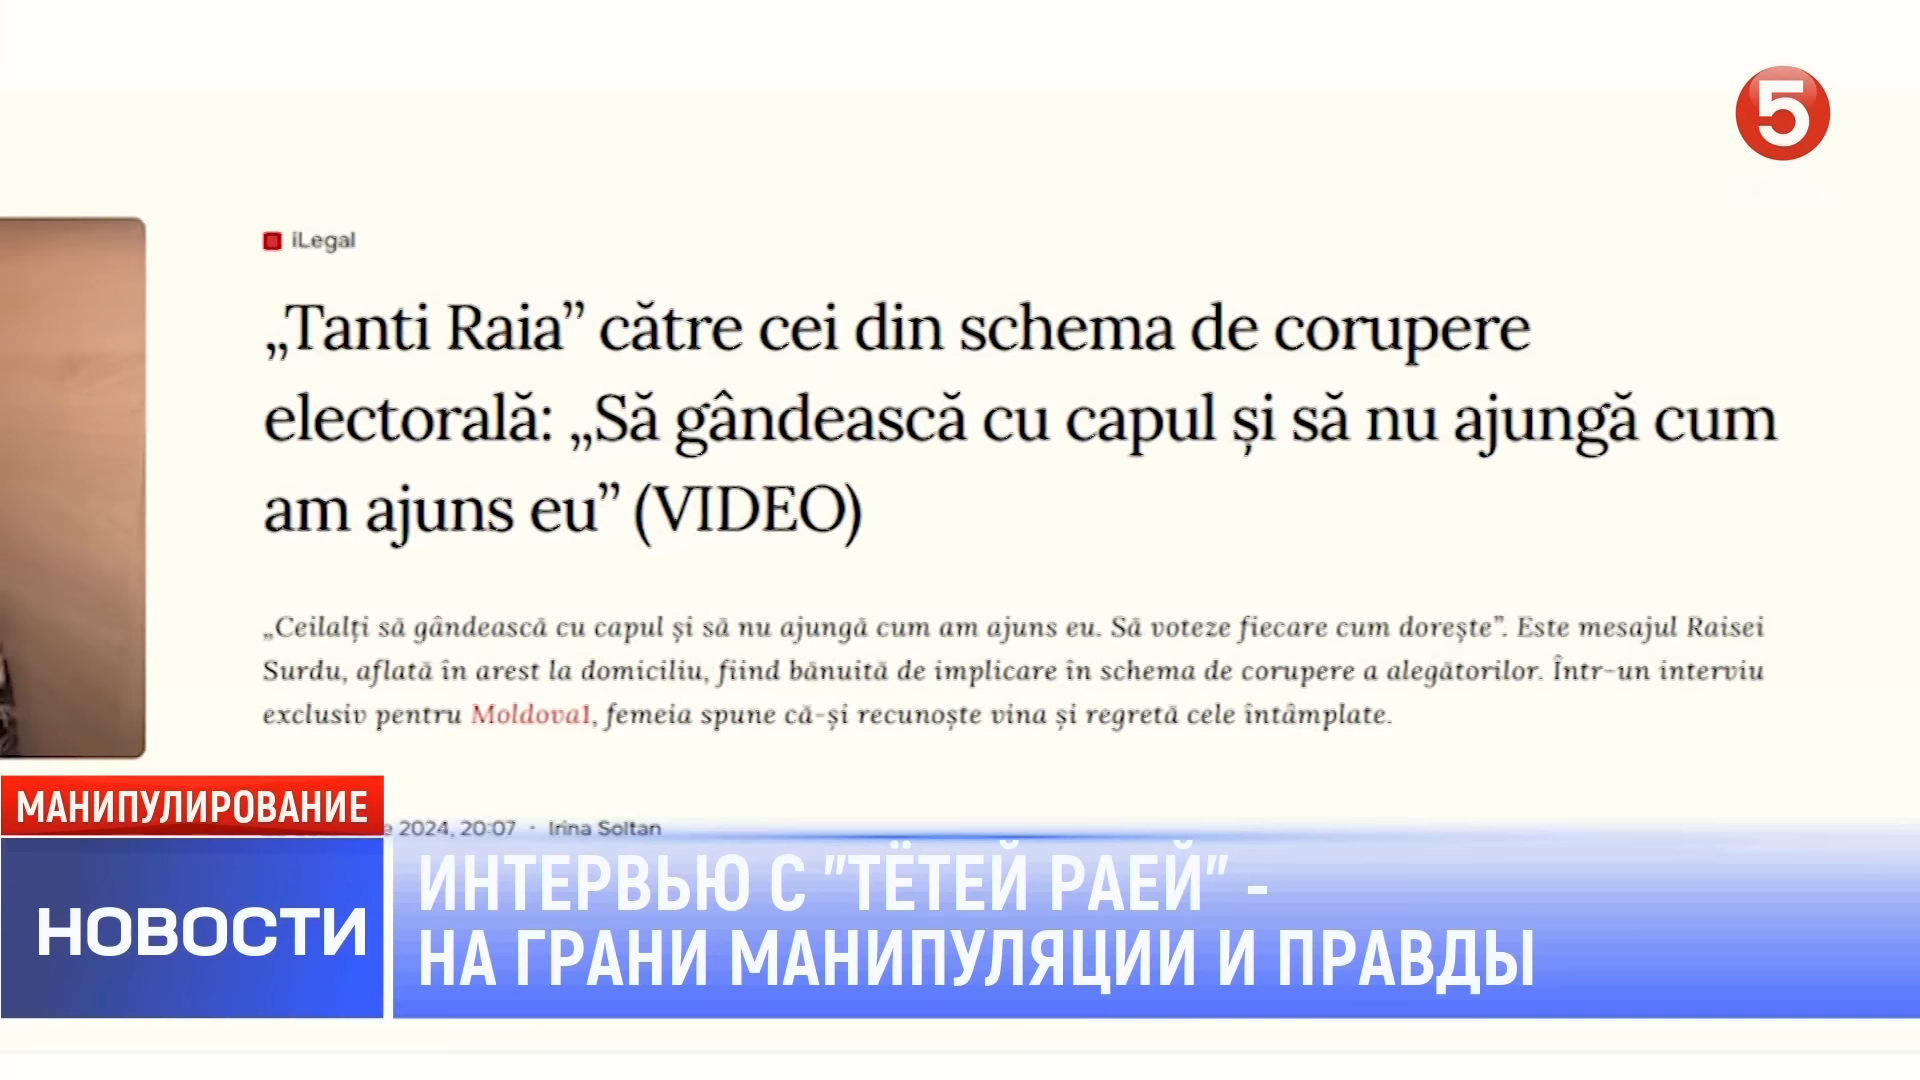 5
iLegal
„Tanti Raia” către cei din schema de corupere
electorală: „Să gândească cu capul și să nu ajungă cum
am ajuns eu” (VIDEO)
„Ceilalți să gândească cu capul și să nu ajungă cum am ajuns eu. Să voteze fiecare cum dorește”. Este mesajul Raisei
Surdu, aflată în arest la domiciliu, fiind bănuită de implicare în schema de corupere a alegătorilor. Într-un interviu
exclusiv pentru Moldova1, femeia spune că-și recunoște vina și regretă cele întâmplate.
МАНИПУЛИРОВАНИЕ
e 2024, 20:07 · Irina Soltan
НОВОСТИ
ИНТЕРВЬЮ С "ТЁТЕЙ РАЕЙ" -
НА ГРАНИ МАНИПУЛЯЦИИ И ПРАВДЫ